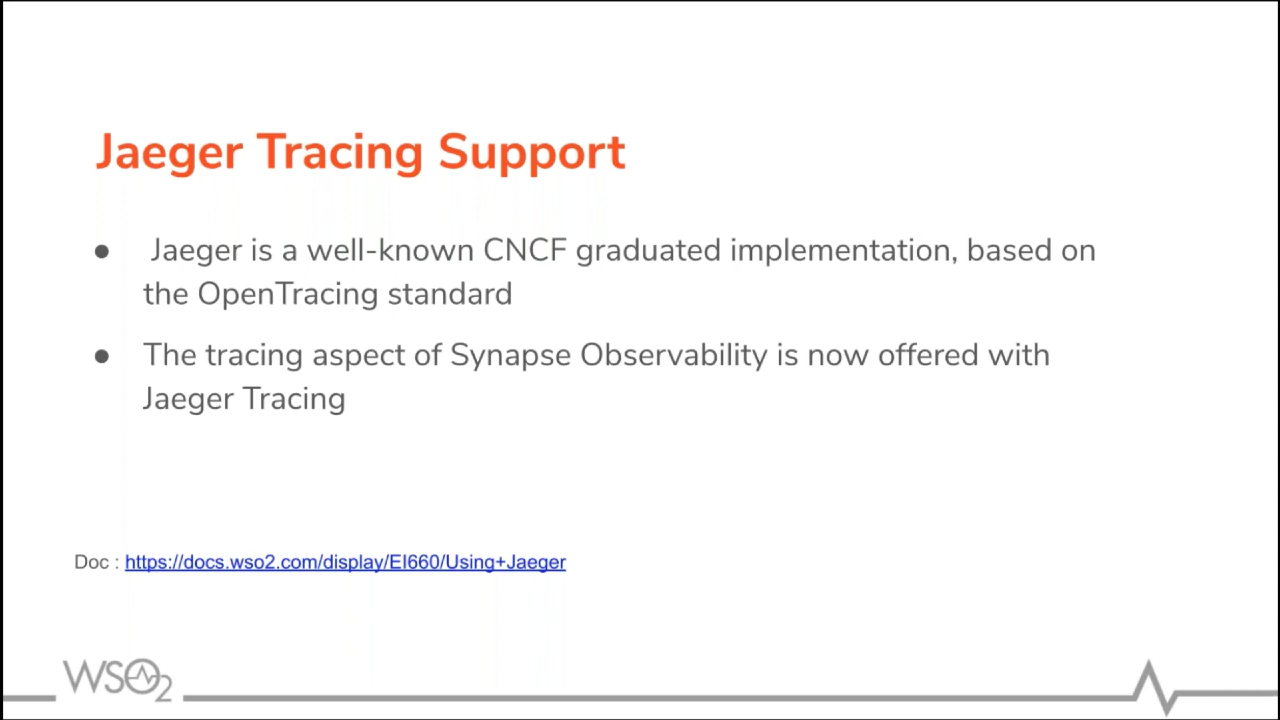 Jaeger Tracing Support
● Jaeger is a well-known CNCF graduated implementation, based on
the OpenTracing standard
● The tracing aspect of Synapse Observability is now offered with
Jaeger Tracing
Doc : https://docs.wso2.com/display/EI660/Using+Jaeger
WSO2